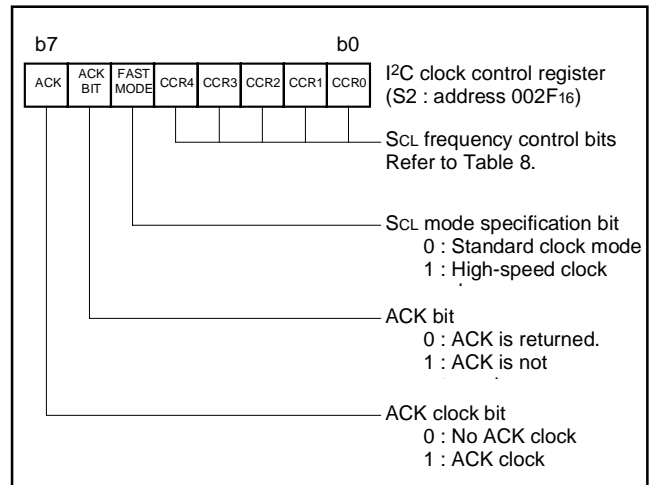 b7 b0
ACK ACK BIT FAST MODE CCR4 CCR3 CCR2 CCR1 CCR0
I2C clock control register
(S2 : address 002F16)
SCL frequency control bits
Refer to Table 8.
SCL mode specification bit
0 : Standard clock mode
1 : High-speed clock
ACK bit
0 : ACK is returned.
1 : ACK is not
ACK clock bit
0 : No ACK clock
1 : ACK clock